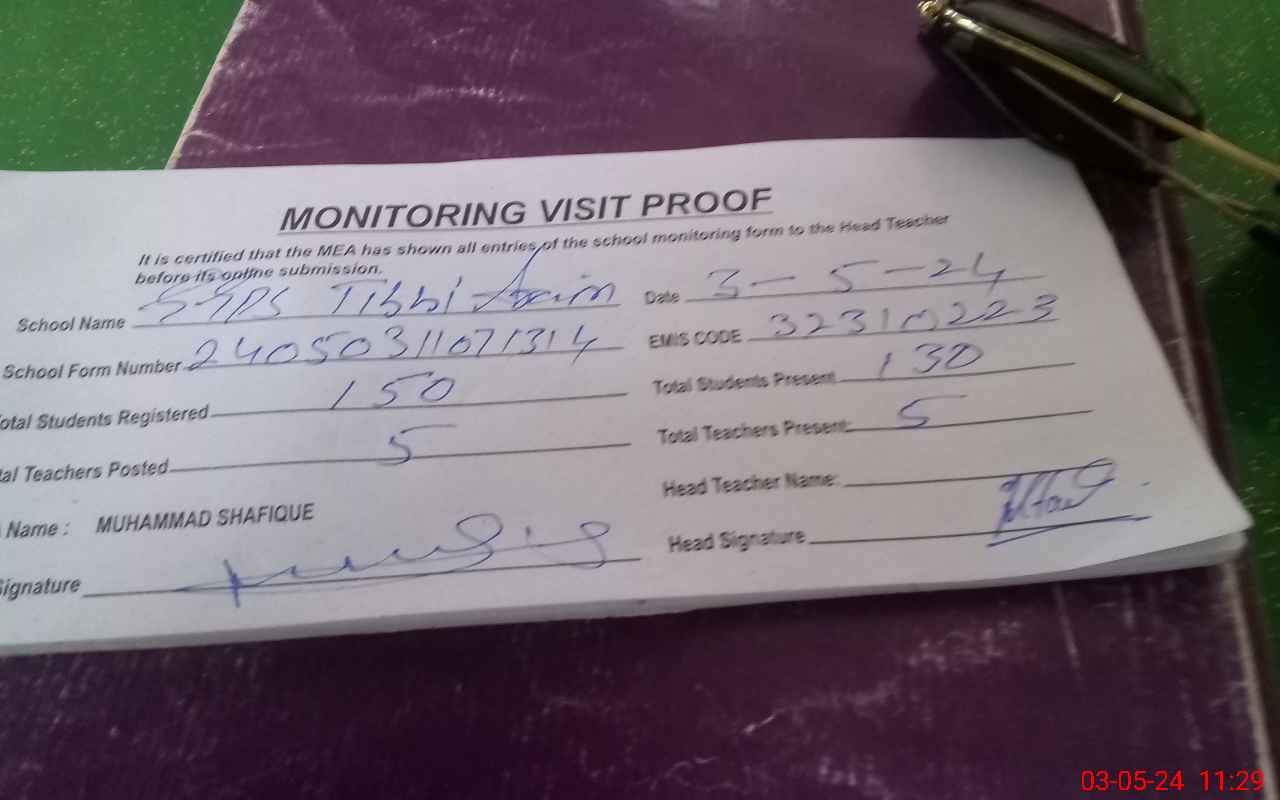 MONITORING VISIT PROOF
It is certified that the MEA has shown all entries of the school monitoring form to the Head Teacher
before its online submission.
School Name Tibbi Date 3-5-24
School Form Number 24050311071314 EMIS CODE 32310223
otal Students Registered 150 Total Students Present 130
tal Teachers Posted 5 Total Teachers Present: 5
Name : MUHAMMAD SHAFIQUE Head Teacher Name:
Signature Head Signature
03-05-24 11:29